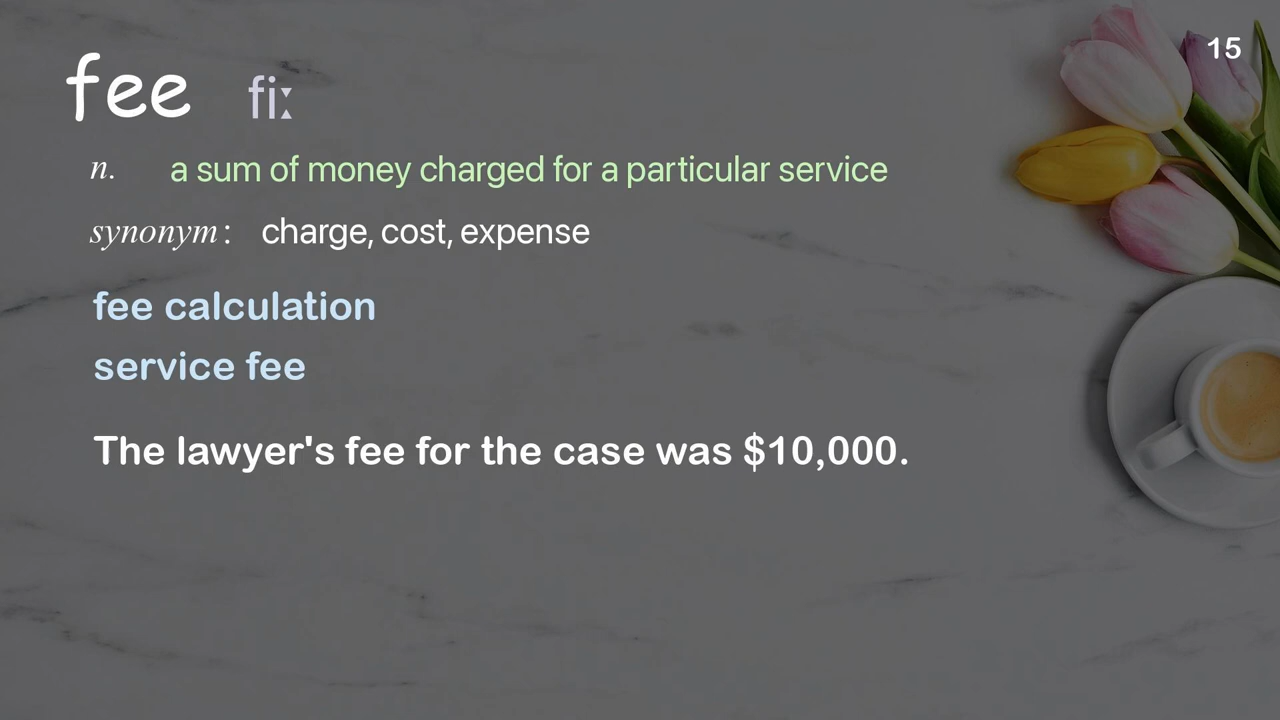 15
fee fiː
n. a sum of money charged for a particular service
synonym: charge, cost, expense
fee calculation
service fee
The lawyer's fee for the case was $10,000.